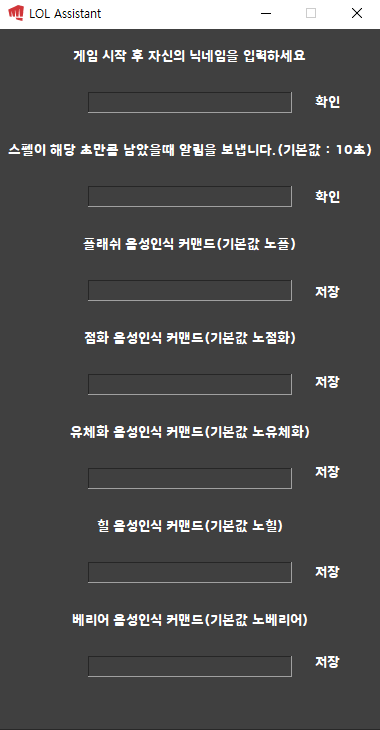 LOL Assistant
게임 시작 후 자신의 닉네임을 입력하세요
확인
스펠이 해당 초만큼 남았을때 알림을 보냅니다.(기본값 : 10초)
확인
플래쉬 음성인식 커맨드(기본값 노플)
저장
점화 음성인식 커맨드(기본값 노점화)
저장
유체화 음성인식 커맨드(기본값 노유체화)
저장
힐 음성인식 커맨드(기본값 노힐)
저장
베리어 음성인식 커맨드(기본값 노베리어)
저장